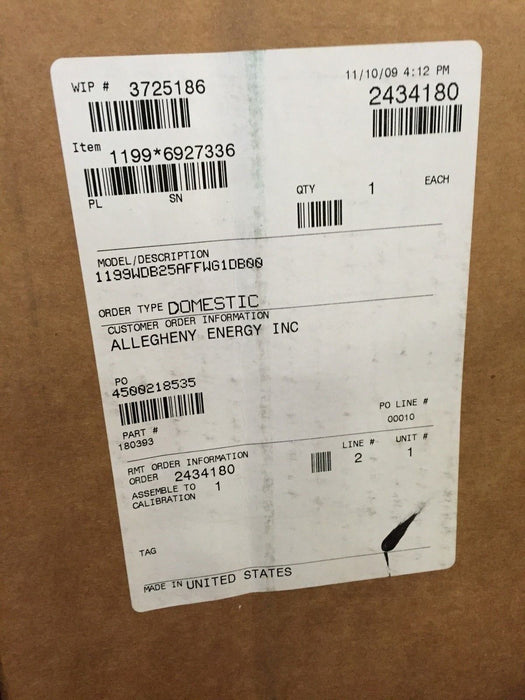 WIP # 3725186
11/10/09 4:12 PM
2434180
Item 1199*6927336
PL SN
QTY 1 EACH
MODEL/DESCRIPTION
1199WDB25AFFWG1DB00
ORDER TYPE DOMESTIC
CUSTOMER ORDER INFORMATION
ALLEGHENY ENERGY INC
PO
4500218535
PO LINE #
00010
PART #
180393
RMT ORDER INFORMATION
ORDER 2434180
LINE # UNIT #
2 1
ASSEMBLE TO 1
CALIBRATION
TAG
MADE IN UNITED STATES